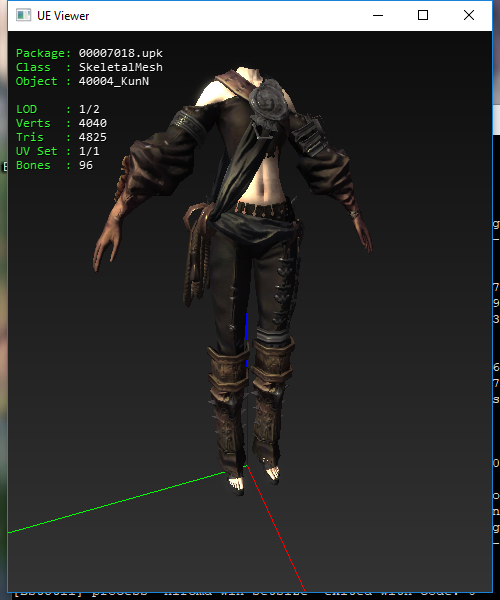 UE Viewer
Package: 00007018.upk
Class : SkeletalMesh
Object : 40004_KunN
LOD : 1/2
Verts : 4040
Tris : 4825
UV Set : 1/1
Bones : 96